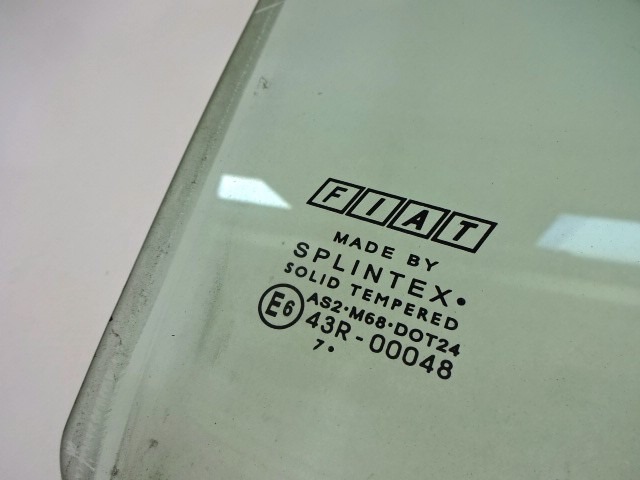 FIAT
MADE BY
SPLINTEX•
SOLID TEMPERED
AS2•M68•DOT24
E6 43R-00048
7•